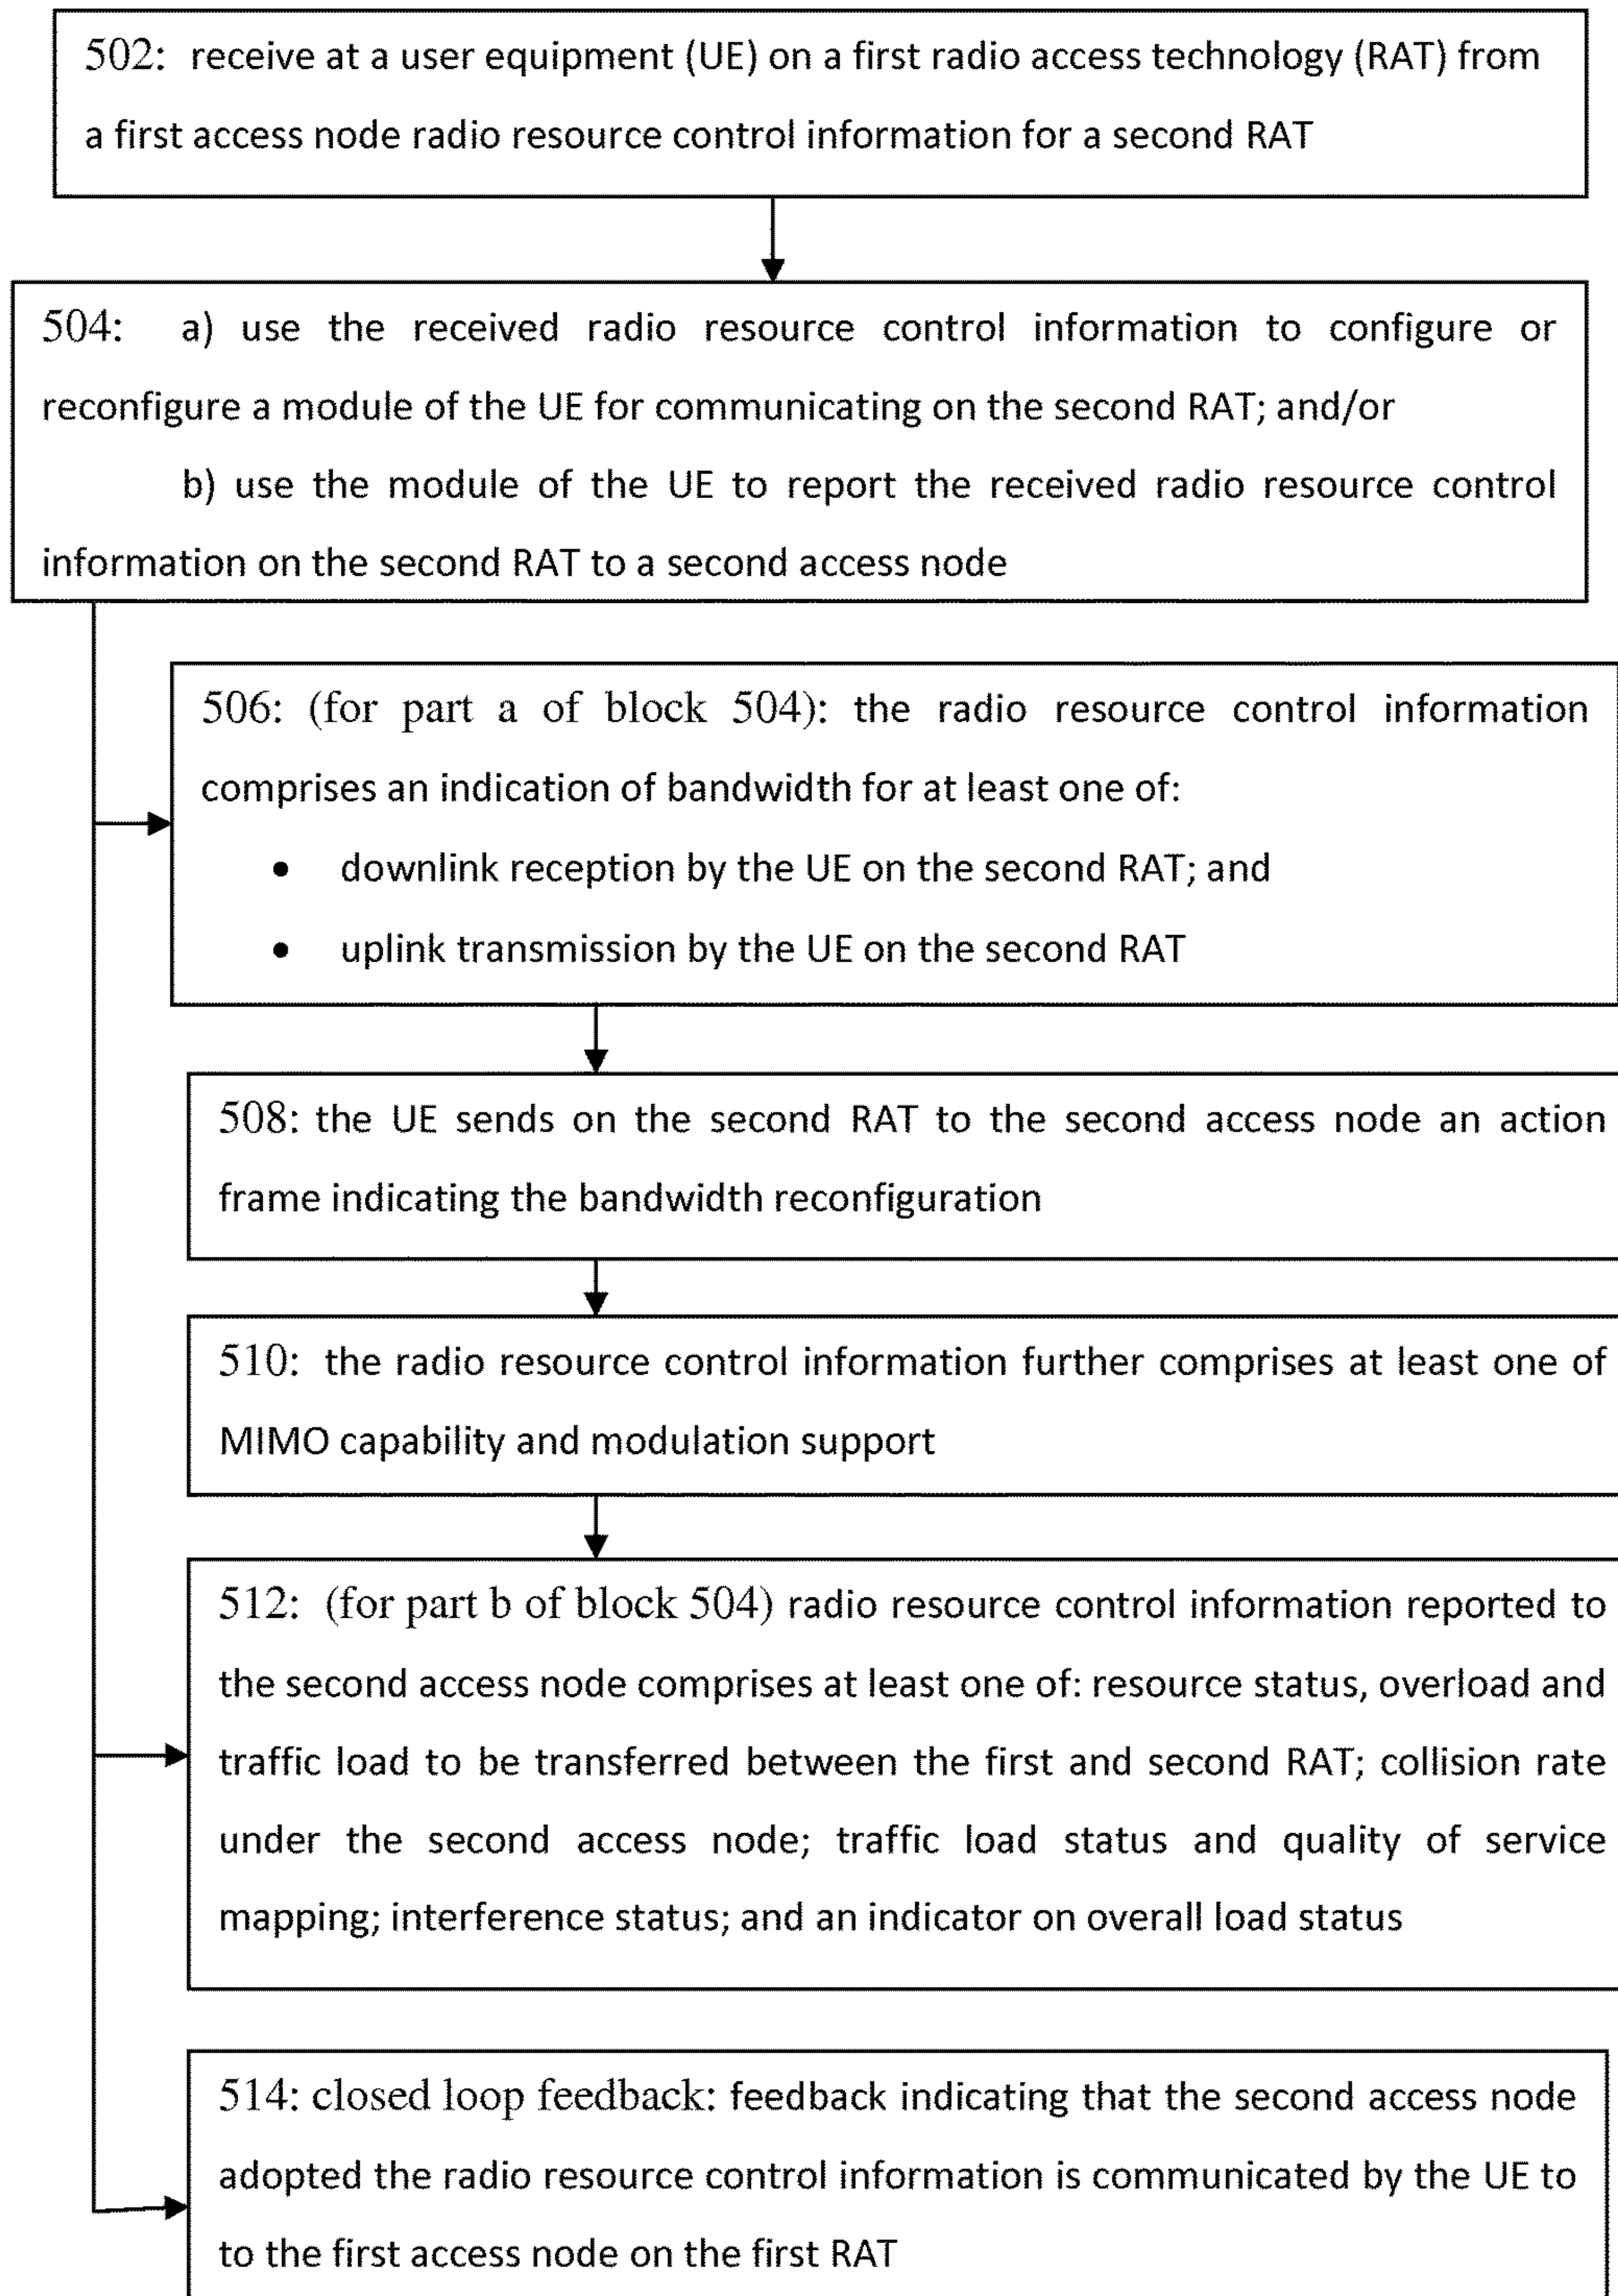 502: receive at a user equipment (UE) on a first radio access technology (RAT) from
a first access node radio resource control information for a second RAT
504: a) use the received radio resource control information to configure or
reconfigure a module of the UE for communicating on the second RAT; and/or
b) use the module of the UE to report the received radio resource control
information on the second RAT to a second access node
506: (for part a of block 504): the radio resource control information
comprises an indication of bandwidth for at least one of:
• downlink reception by the UE on the second RAT; and
• uplink transmission by the UE on the second RAT
508: the UE sends on the second RAT to the second access node an action
frame indicating the bandwidth reconfiguration
510: the radio resource control information further comprises at least one of
MIMO capability and modulation support
512: (for part b of block 504) radio resource control information reported to
the second access node comprises at least one of: resource status, overload and
traffic load to be transferred between the first and second RAT; collision rate
under the second access node; traffic load status and quality of service
mapping; interference status; and an indicator on overall load status
514: closed loop feedback: feedback indicating that the second access node
adopted the radio resource control information is communicated by the UE to
to the first access node on the first RAT